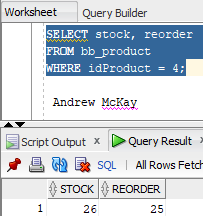 Worksheet Query Builder
SELECT stock, reorder
FROM bb_product
WHERE idProduct = 4;
Andrew McKay
Script Output x Query Result x
SQL | All Rows Fetch
STOCK REORDER
1 26 25